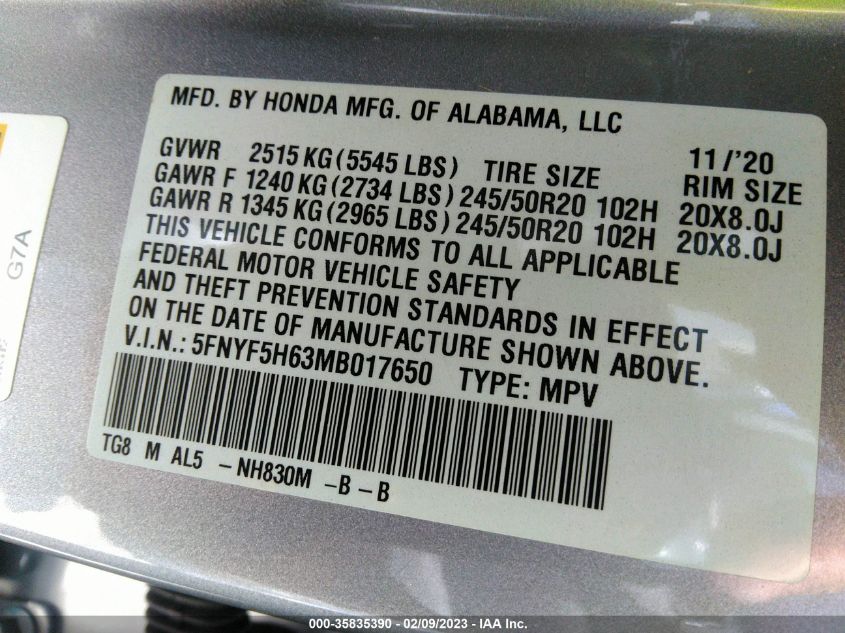 MFD. BY HONDA MFG. OF ALABAMA, LLC
GVWR 2515 KG (5545 LBS) TIRE SIZE 11/'20 RIM SIZE
GAWR F 1240 KG (2734 LBS) 245/50R20 102H 20X8.0J
GAWR R 1345 KG (2965 LBS) 245/50R20 102H 20X8.0J
THIS VEHICLE CONFORMS TO ALL APPLICABLE
FEDERAL MOTOR VEHICLE SAFETY
AND THEFT PREVENTION STANDARDS IN EFFECT
ON THE DATE OF MANUFACTURE SHOWN ABOVE.
V.I.N.: 5FNYF5H63MB017650 TYPE: MPV
TG8 M AL5 -NH830M -B-B
G7A
000-35835390 - 02/09/2023 - IAA Inc.